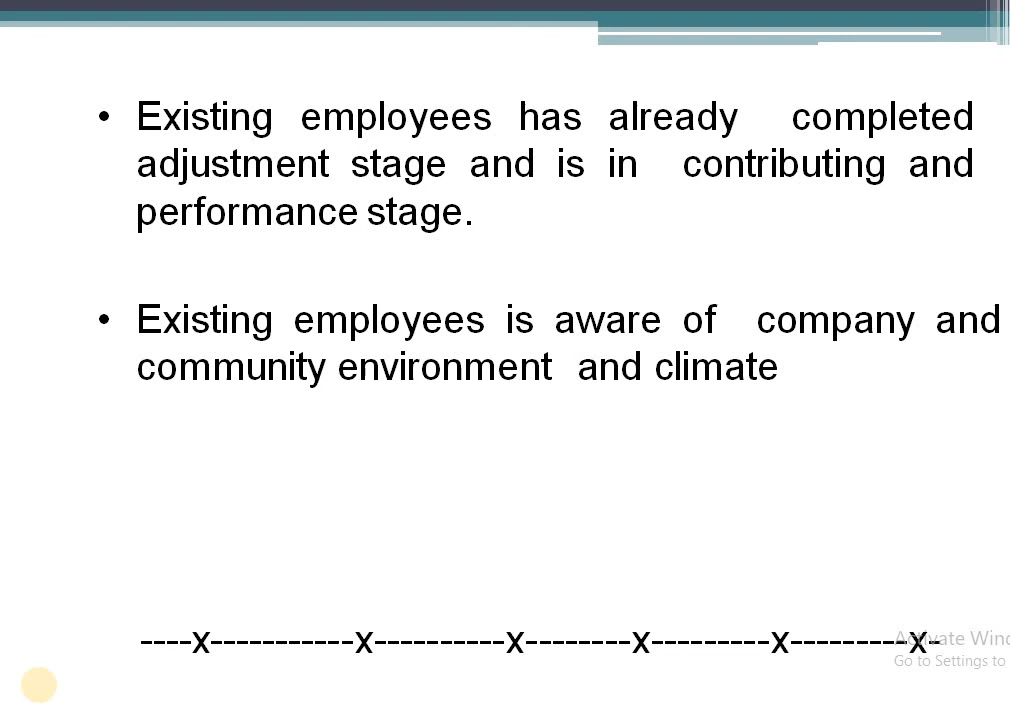 • Existing employees has already completed
adjustment stage and is in contributing and
performance stage.
• Existing employees is aware of company and
community environment and climate
----x-----------x----------x--------x---------x---------x-
Activate Wind
Go to Settings to